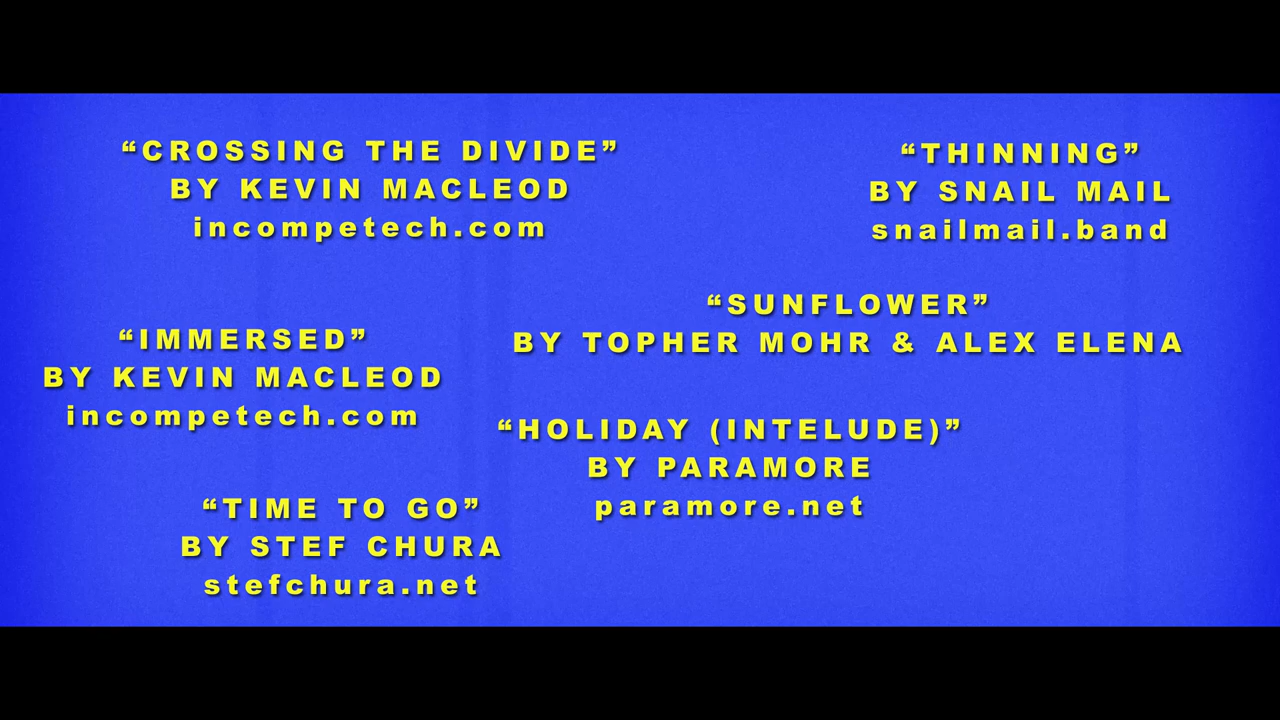 “CROSSING THE DIVIDE”
BY KEVIN MACLEOD
incompetech.com
“THINNING”
BY SNAIL MAIL
snailmail.band
“SUNFLOWER”
BY TOPHER MOHR & ALEX ELENA
“IMMERSED”
BY KEVIN MACLEOD
incompetech.com
“HOLIDAY (INTELUDE)”
BY PARAMORE
paramore.net
“TIME TO GO”
BY STEF CHURA
stefchura.net